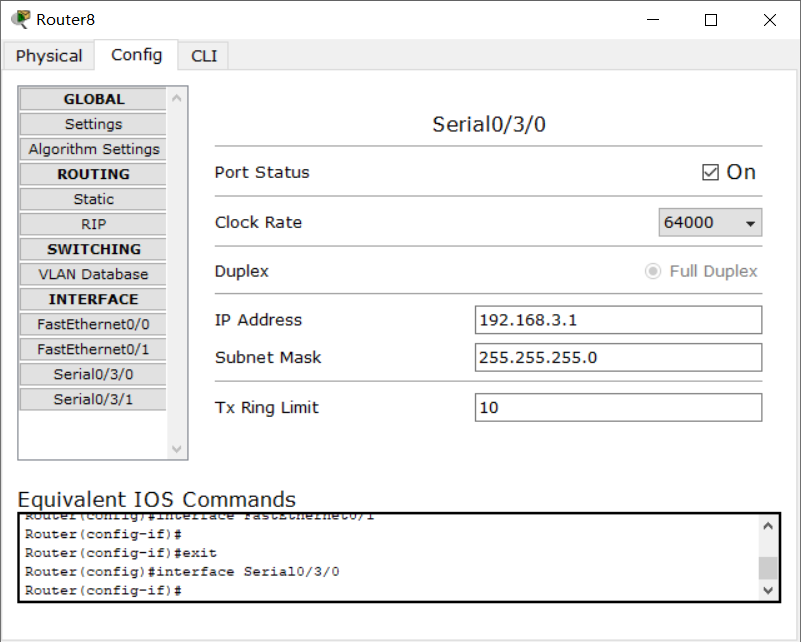 Router8
Physical Config CLI
GLOBAL
Settings
Algorithm Settings
ROUTING
Static
RIP
SWITCHING
VLAN Database
INTERFACE
FastEthernet0/0
FastEthernet0/1
Serial0/3/0
Serial0/3/1
Serial0/3/0
Port Status On
Clock Rate 64000
Duplex Full Duplex
IP Address 192.168.3.1
Subnet Mask 255.255.255.0
Tx Ring Limit 10
Equivalent IOS Commands
Router(config)#interface FastEthernet0/1
Router(config-if)#
Router(config-if)#exit
Router(config)#interface Serial0/3/0
Router(config-if)#